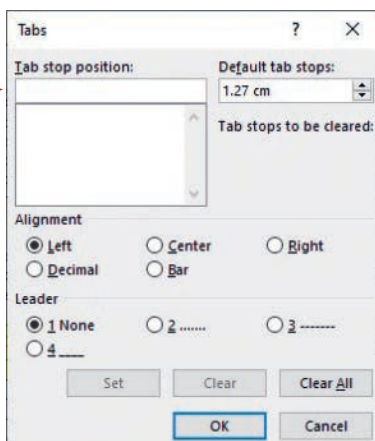 Tabs ? ×
Tab stop position: Default tab stops:
1.27 cm
Tab stops to be cleared:
Alignment
Left Center Right
Decimal Bar
Leader
1 None 2 ....... 3 -------
4 ____
Set Clear Clear All
OK Cancel